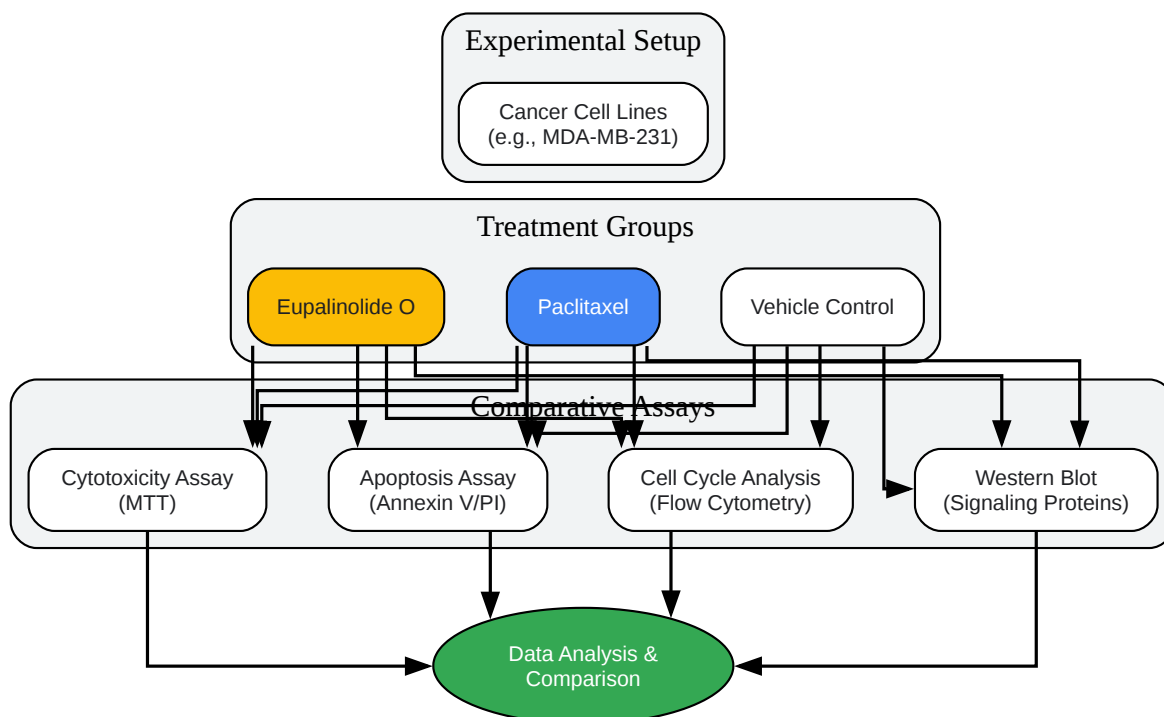 Experimental Setup
Cancer Cell Lines
(e.g., MDA-MB-231)
Treatment Groups
Eupalinolide O
Paclitaxel
Vehicle Control
Comparative Assays
Cytotoxicity Assay
(MTT)
Apoptosis Assay
(Annexin V/PI)
Cell Cycle Analysis
(Flow Cytometry)
Western Blot
(Signaling Proteins)
Data Analysis &
Comparison